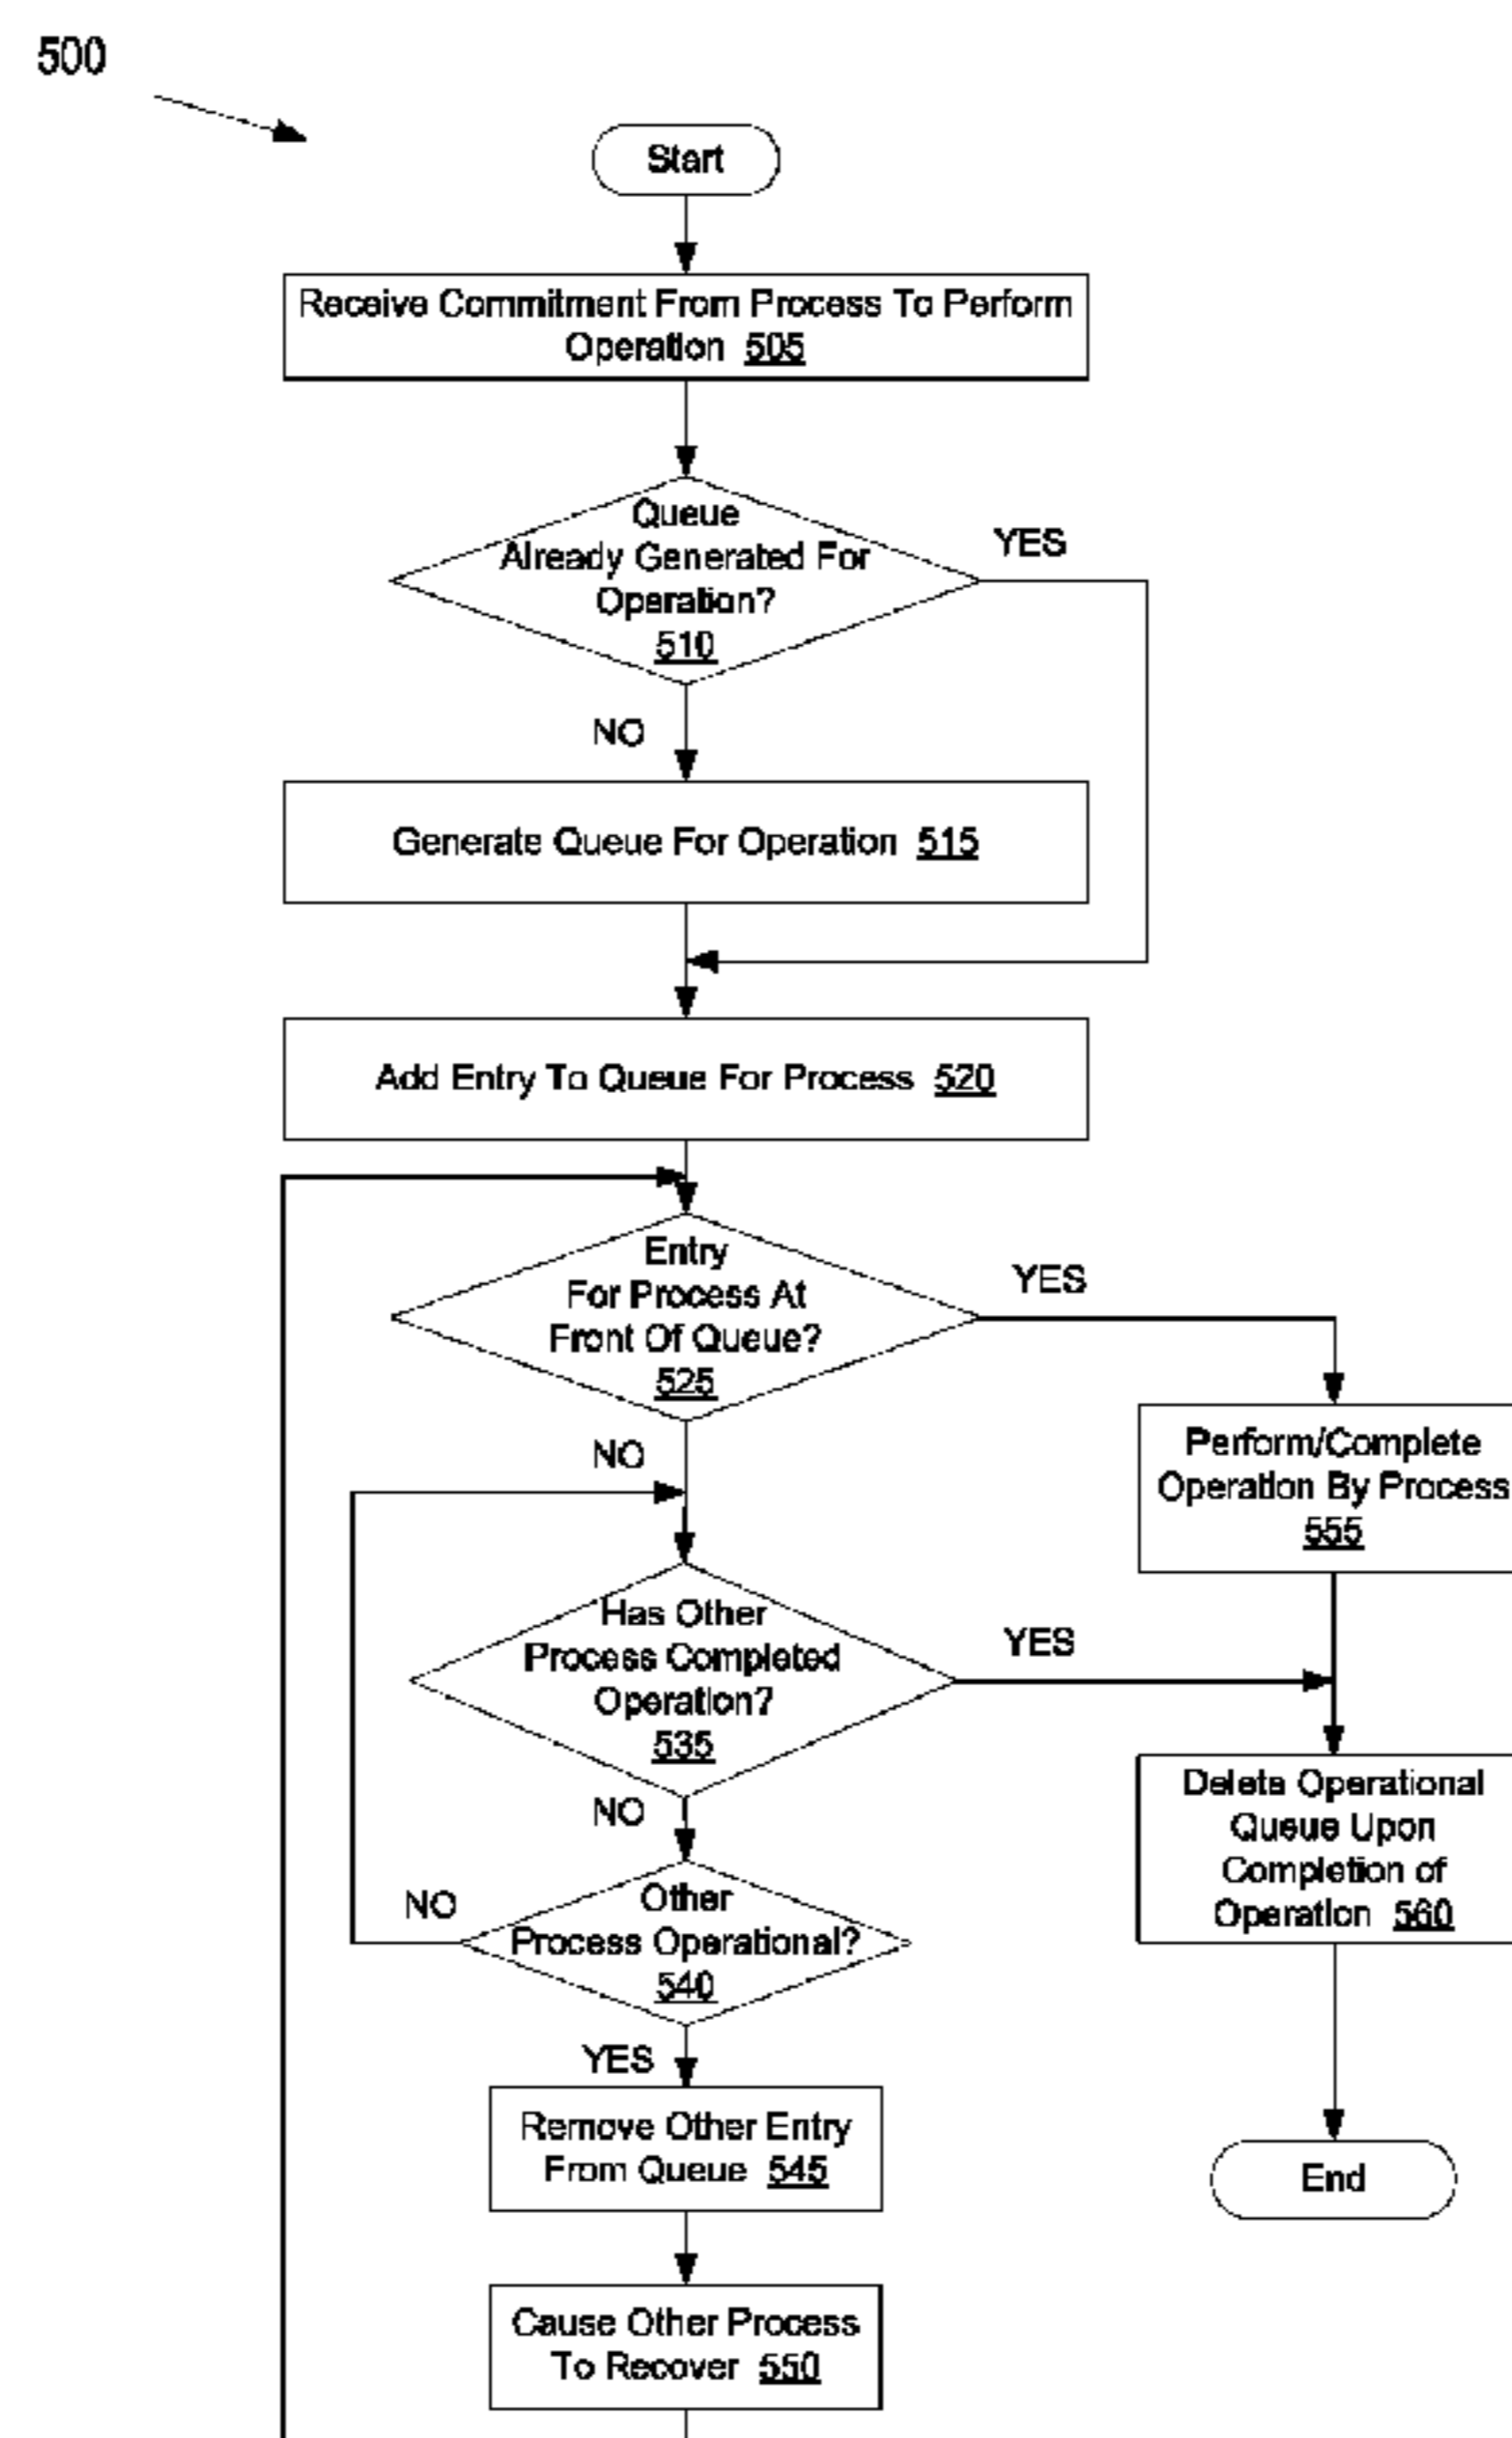 500
Start
Receive Commitment From Process To Perform
Operation 505
Queue
Already Generated For
Operation?
510
YES
NO
Generate Queue For Operation 515
Add Entry To Queue For Process 520
Entry
For Process At
Front Of Queue?
525
YES
NO
Perform/Complete
Operation By Process
555
Has Other
Process Completed
Operation?
535
YES
NO
Delete Operational
Queue Upon
Completion of
Operation 560
Other
Process Operational?
540
NO
YES
Remove Other Entry
From Queue 545
End
Cause Other Process
To Recover 550